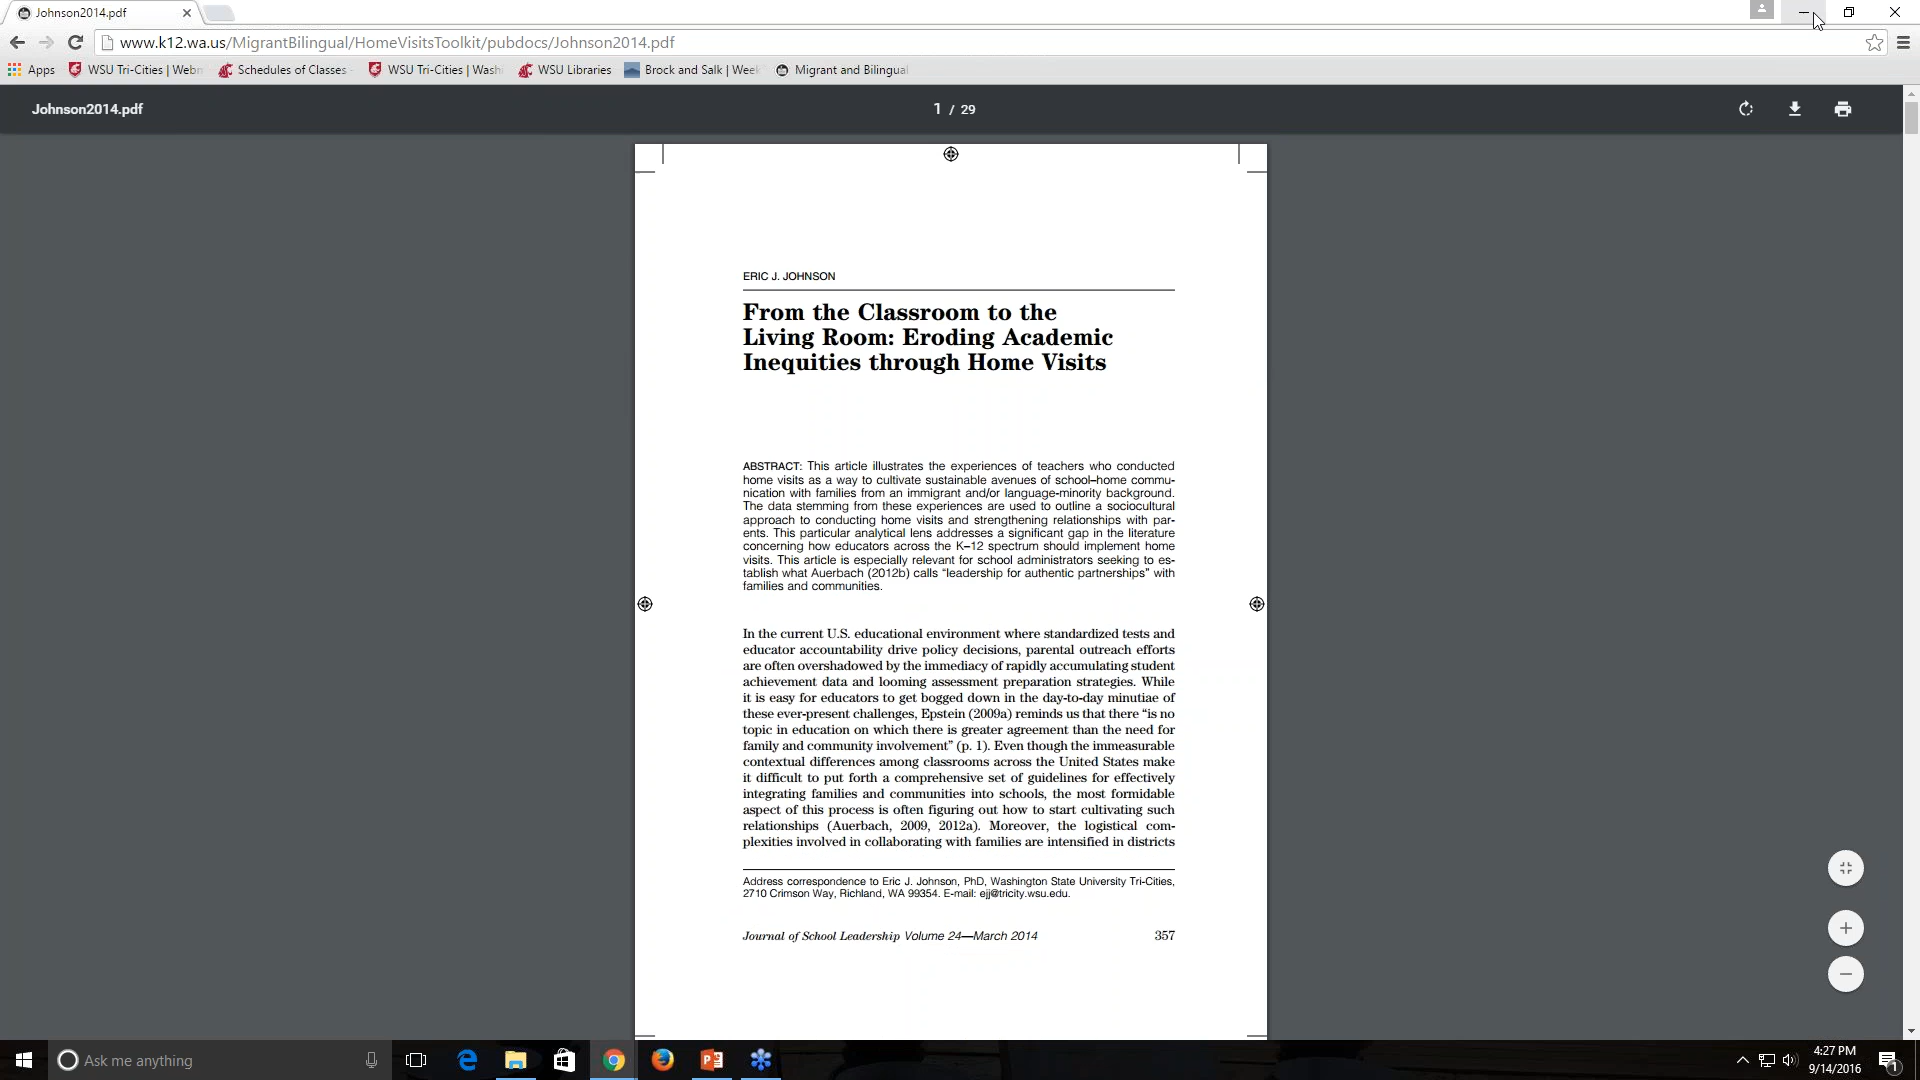 Johnson2014.pdf
www.k12.wa.us/MigrantBilingual/HomeVisitsToolkit/pubdocs/Johnson2014.pdf
Apps WSU Tri-Cities | Webm Schedules of Classes WSU Tri-Cities | Wash WSU Libraries Brock and Salk | Week Migrant and Bilingual
Johnson2014.pdf 1 / 29
ERIC J. JOHNSON
From the Classroom to the
Living Room: Eroding Academic
Inequities through Home Visits
ABSTRACT: This article illustrates the experiences of teachers who conducted
home visits as a way to cultivate sustainable avenues of school–home commu-
nication with families from an immigrant and/or language-minority background.
The data stemming from these experiences are used to outline a sociocultural
approach to conducting home visits and strengthening relationships with par-
ents. This particular analytical lens addresses a significant gap in the literature
concerning how educators across the K–12 spectrum should implement home
visits. This article is especially relevant for school administrators seeking to es-
tablish what Auerbach (2012b) calls “leadership for authentic partnerships” with
families and communities.
In the current U.S. educational environment where standardized tests and
educator accountability drive policy decisions, parental outreach efforts
are often overshadowed by the immediacy of rapidly accumulating student
achievement data and looming assessment preparation strategies. While
it is easy for educators to get bogged down in the day-to-day minutiae of
these ever-present challenges, Epstein (2009a) reminds us that there “is no
topic in education on which there is greater agreement than the need for
family and community involvement” (p. 1). Even though the immeasurable
contextual differences among classrooms across the United States make
it difficult to put forth a comprehensive set of guidelines for effectively
integrating families and communities into schools, the most formidable
aspect of this process is often figuring out how to start cultivating such
relationships (Auerbach, 2009, 2012a). Moreover, the logistical com-
plexities involved in collaborating with families are intensified in districts
Address correspondence to Eric J. Johnson, PhD, Washington State University Tri-Cities,
2710 Crimson Way, Richland, WA 99354. E-mail: ejj@tricity.wsu.edu.
Journal of School Leadership Volume 24—March 2014 357
Ask me anything
4:27 PM
9/14/2016
1